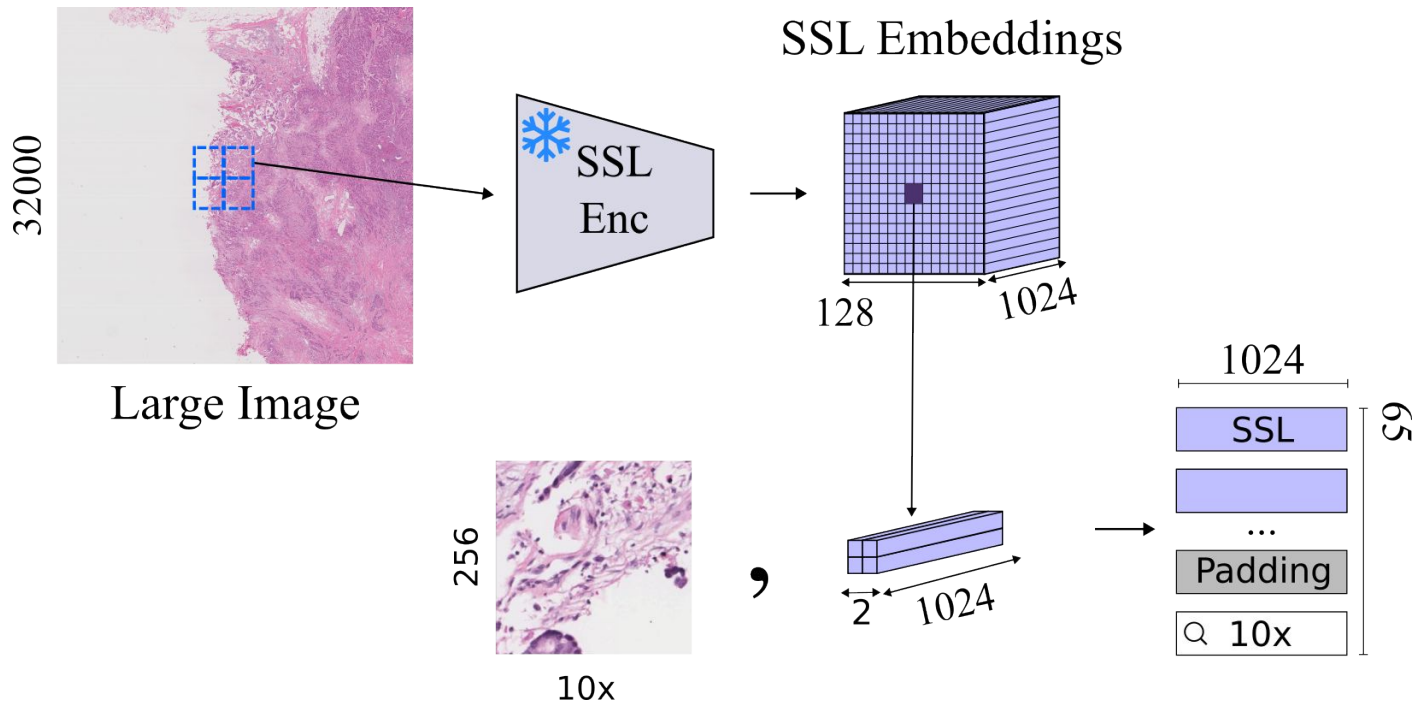 SSL Embeddings
32000
SSL
Enc
128
1024
Large Image
1024
65
SSL
...
Padding
10x
256
,
2
1024
10x